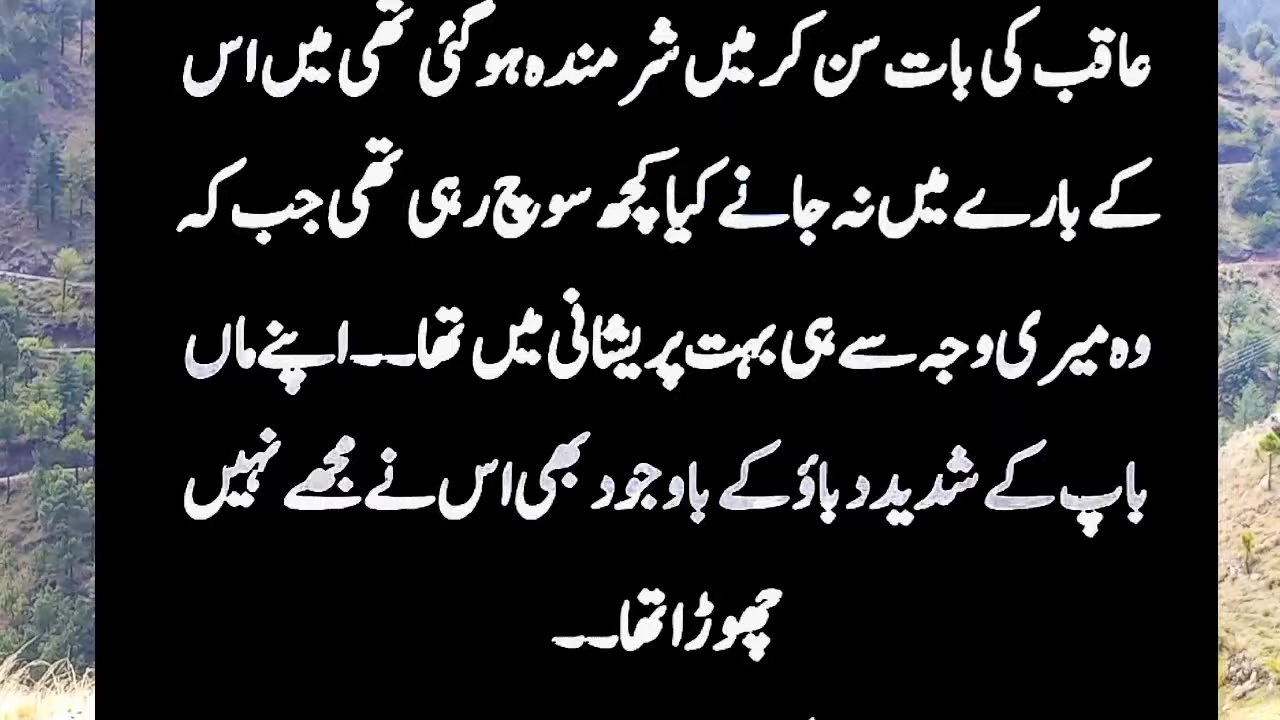 عاقب کی بات سن کر میں شرمندہ ہو گئی تھی میں اس
کے بارے میں نہ جانے کیا کچھ سوچ رہی تھی جب کہ
وہ میری وجہ سے ہی بہت پریشانی میں تھا۔۔۔ اپنے ماں
باپ کے شدید دباؤ کے باوجود بھی اس نے مجھے نہیں
چھوڑا تھا۔۔۔